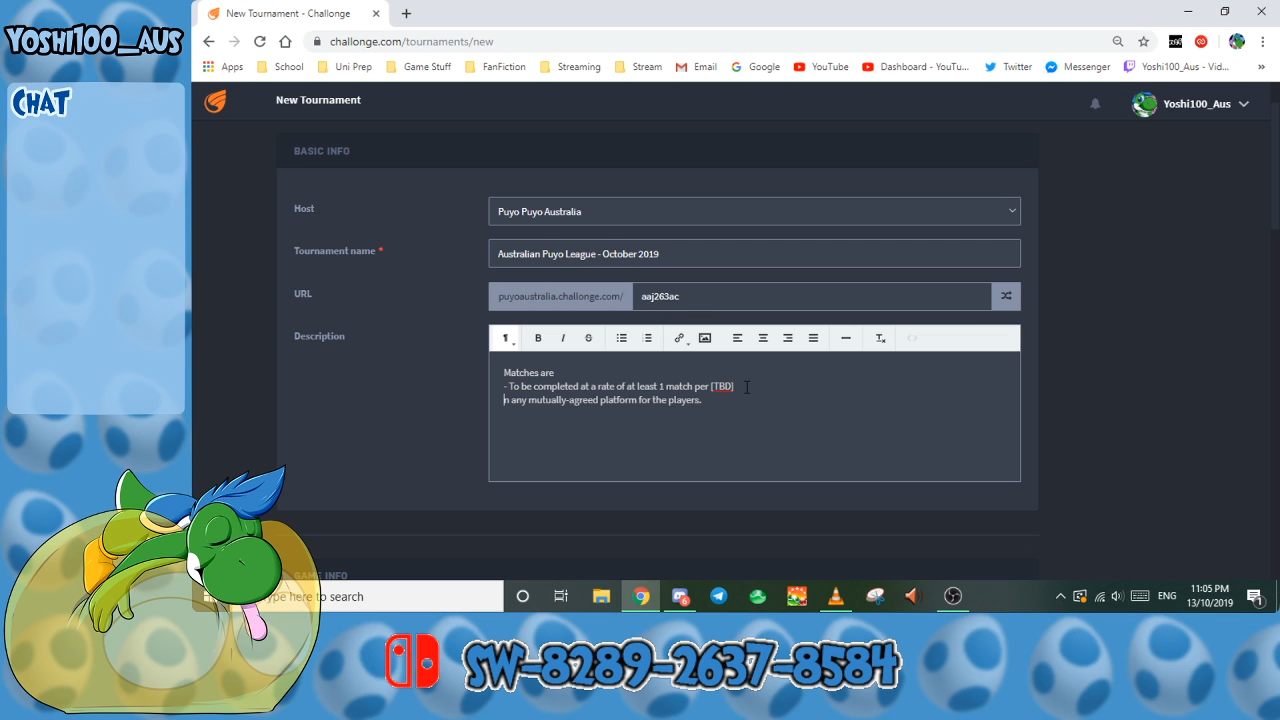 YOSHI100_AUS
CHAT
New Tournament - Challonge
challonge.com/tournaments/new
Apps
School
Uni Prep
Game Stuff
FanFiction
Streaming
Stream
Email
Google
YouTube
Dashboard - YouTu...
Twitter
Messenger
Yoshi100_Aus - Vid...
New Tournament
Yoshi100_Aus
BASIC INFO
Host
Puyo Puyo Australia
Tournament name *
Australian Puyo League - October 2019
URL
puyoaustralia.challonge.com/
aaj263ac
Description
Matches are
- To be completed at a rate of at least 1 match per [TBD]
n any mutually-agreed platform for the players.
GAME INFO
ype here to search
ENG
11:05 PM
13/10/2019
SW-8289-2637-8584